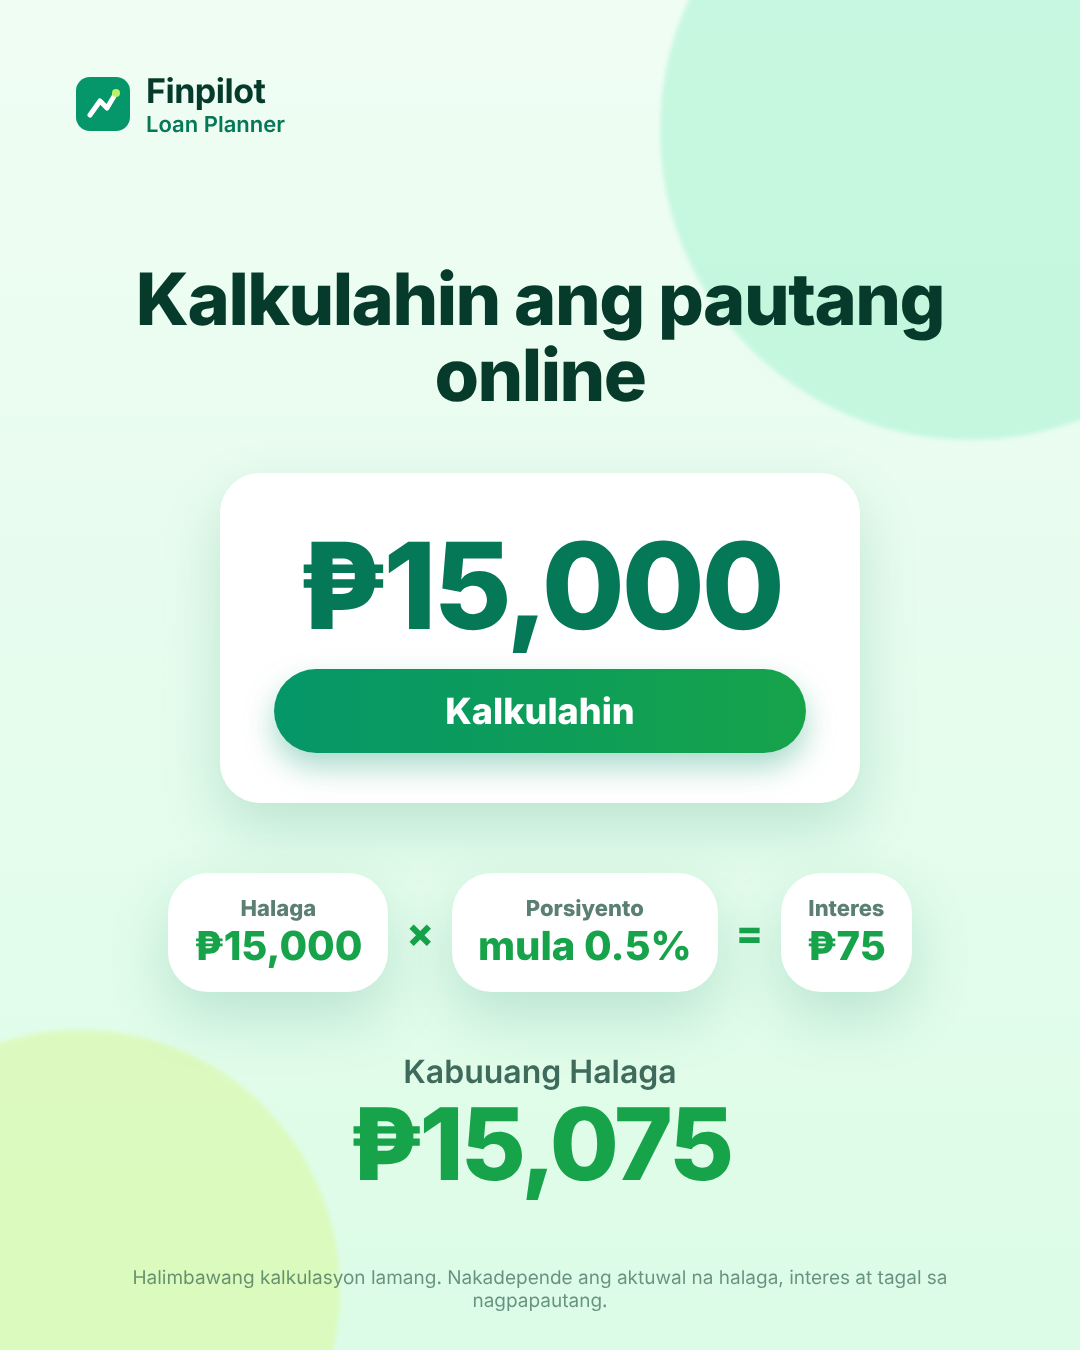 Finpilot
Loan Planner
Kalkulahin ang pautang
online
₱15,000
Kalkulahin
Halaga
₱15,000
×
Porsiyento
mula 0.5%
=
Interes
₱75
Kabuuang Halaga
₱15,075
Halimbawang kalkulasyon lamang. Nakadepende ang aktuwal na halaga, interes at tagal sa
nagpapautang.